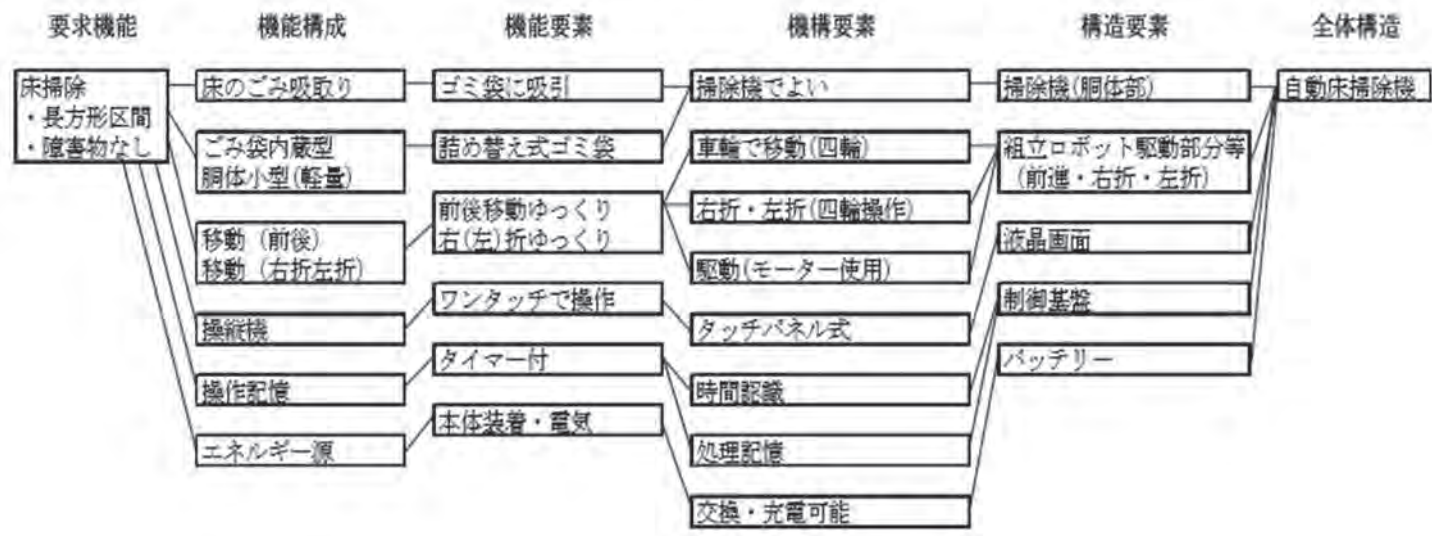 要求機能
機能構成
機能要素
機構要素
構造要素
全体構造
床掃除
・長方形区間
・障害物なし
床のごみ吸取り
ごみ袋内蔵型
胴体小型(軽量)
移動（前後）
移動（右折左折）
操縦機
操作記憶
エネルギー源
ゴミ袋に吸引
詰め替え式ゴミ袋
前後移動ゆっくり
右(左)折ゆっくり
ワンタッチで操作
タイマー付
本体装着・電気
掃除機でよい
車輪で移動(四輪)
右折・左折(四輪操作)
駆動(モーター使用)
タッチパネル式
時間認識
処理記憶
交換・充電可能
掃除機(胴体部)
組立ロボット駆動部分等
（前進・右折・左折）
液晶画面
制御基盤
バッテリー
自動床掃除機